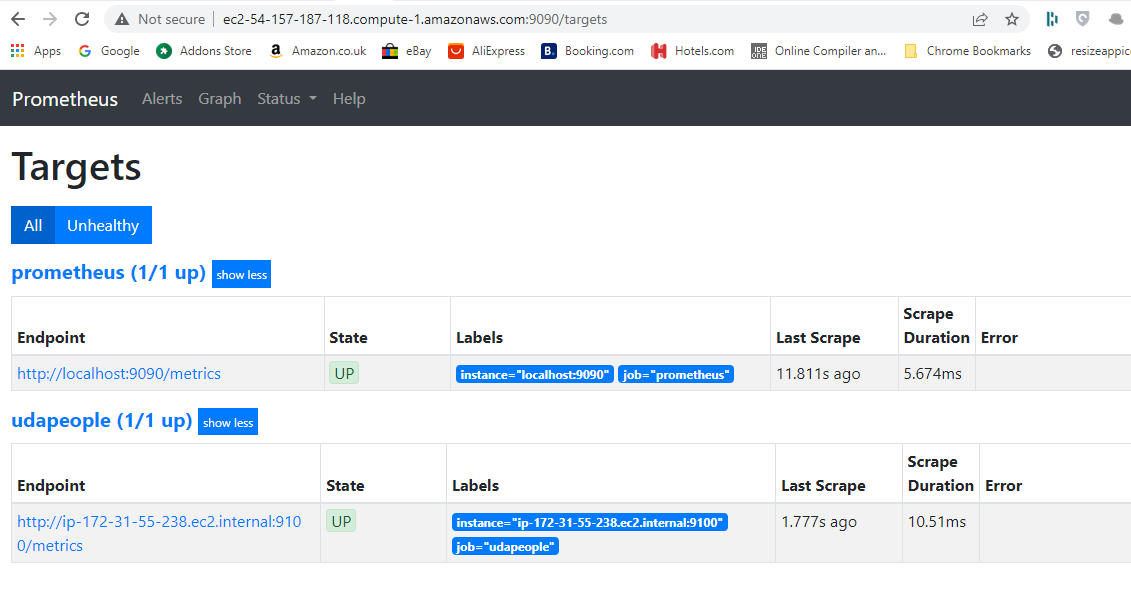 Not secure ec2-54-157-187-118.compute-1.amazonaws.com:9090/targets
Apps Google Addons Store Amazon.co.uk eBay AliExpress B. Booking.com Hotels.com IDE ONE Online Compiler an... Chrome Bookmarks resizeappic
Prometheus Alerts Graph Status Help
Targets
All Unhealthy
prometheus (1/1 up) show less
Scrape
Endpoint State Labels Last Scrape Duration Error
http://localhost:9090/metrics UP instance="localhost:9090" job="prometheus" 11.811s ago 5.674ms
udapeople (1/1 up) show less
Scrape
Endpoint State Labels Last Scrape Duration Error
http://ip-172-31-55-238.ec2.internal:910 UP instance="ip-172-31-55-238.ec2.internal:9100" 1.777s ago 10.51ms
0/metrics job="udapeople"